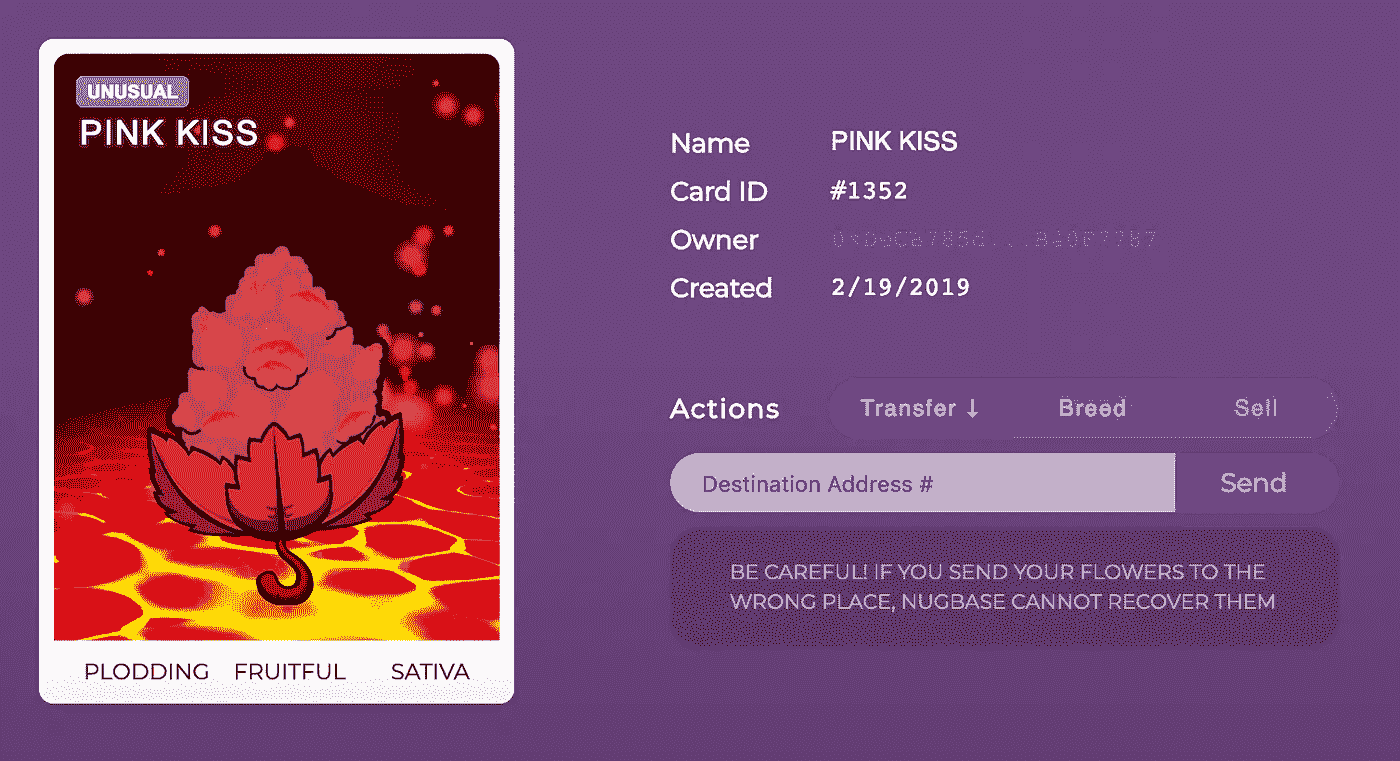 UNUSUAL
PINK KISS
PLODDING FRUITFUL SATIVA
Name PINK KISS
Card ID #1352
Owner
Created 2/19/2019
Actions Transfer ↓ Breed Sell
Destination Address # Send
BE CAREFUL! IF YOU SEND YOUR FLOWERS TO THE
WRONG PLACE, NUGBASE CANNOT RECOVER THEM